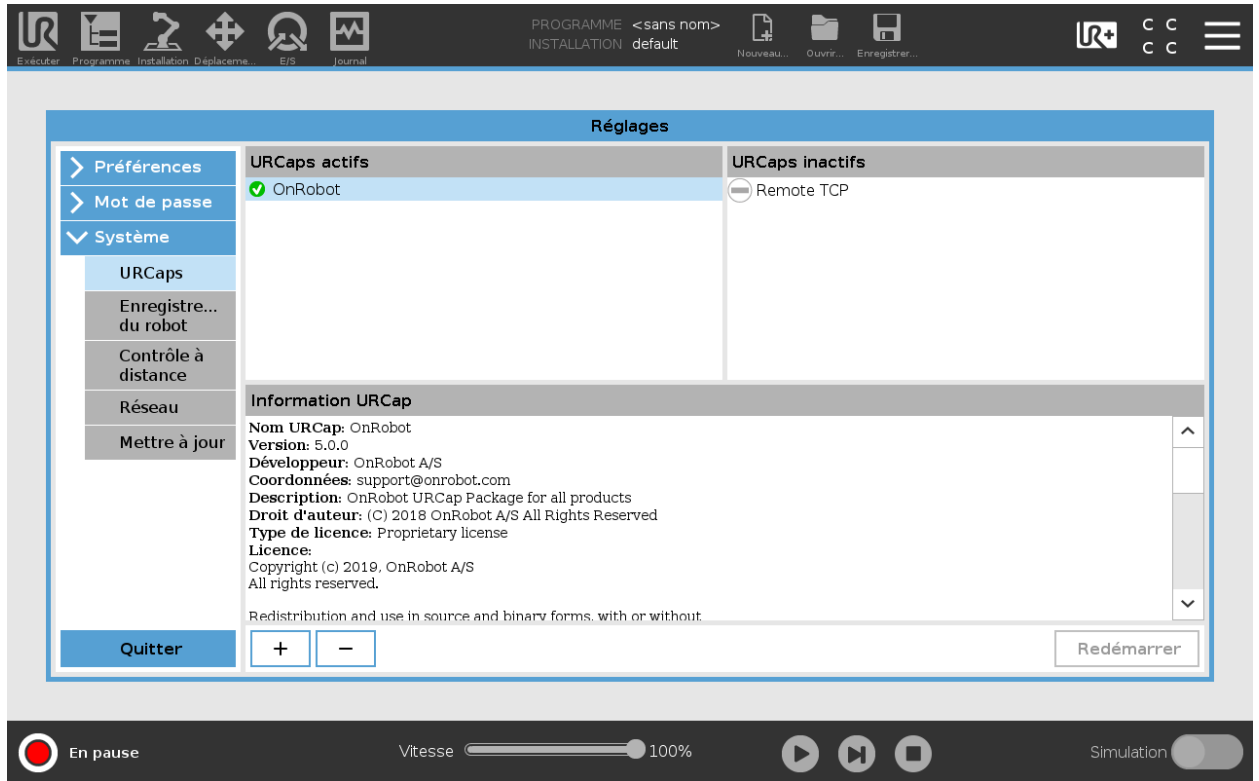 PROGRAMME <sans nom>
INSTALLATION default
UR
UR+
C C
C C
Exécuter Programme Installation Déplaceme... E/S Journal
Nouveau... Ouvrir... Enregistrer...
Réglages
Préférences
Mot de passe
Système
URCaps
Enregistre...
du robot
Contrôle à
distance
Réseau
Mettre à jour
Quitter
URCaps actifs
OnRobot
URCaps inactifs
Remote TCP
Information URCap
Nom URCap: OnRobot
Version: 5.0.0
Développeur: OnRobot A/S
Coordonnées: support@onrobot.com
Description: OnRobot URCap Package for all products
Droit d'auteur: (C) 2018 OnRobot A/S All Rights Reserved
Type de licence: Proprietary license
Licence:
Copyright (c) 2019, OnRobot A/S
All rights reserved.
Redistribution and use in source and binary forms, with or without
+ −
Redémarrer
En pause
Vitesse 100%
Simulation